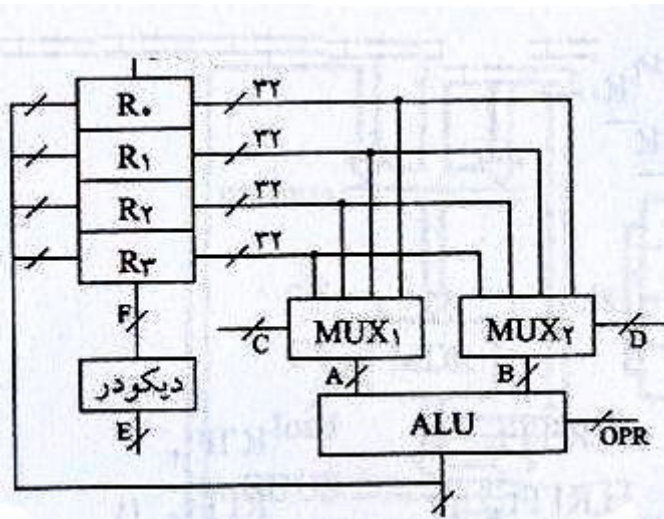 R۰ ۳۲
R۱ ۳۲
R۲ ۳۲
R۳ ۳۲
F
C MUX۱ MUX۲ D
دیکودر A B
E ALU OPR